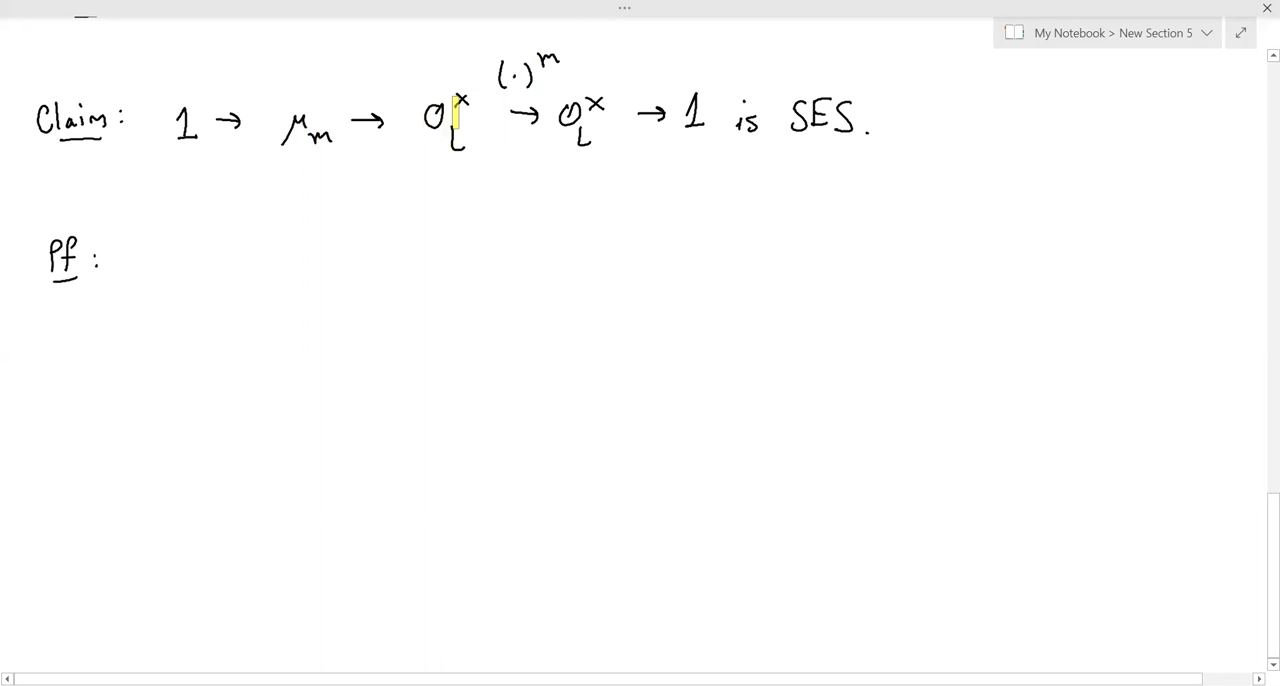 My Notebook > New Section 5
(·)^m
Claim: 1 → μ_m → O_L^× → O_L^× → 1 is SES.
Pf: